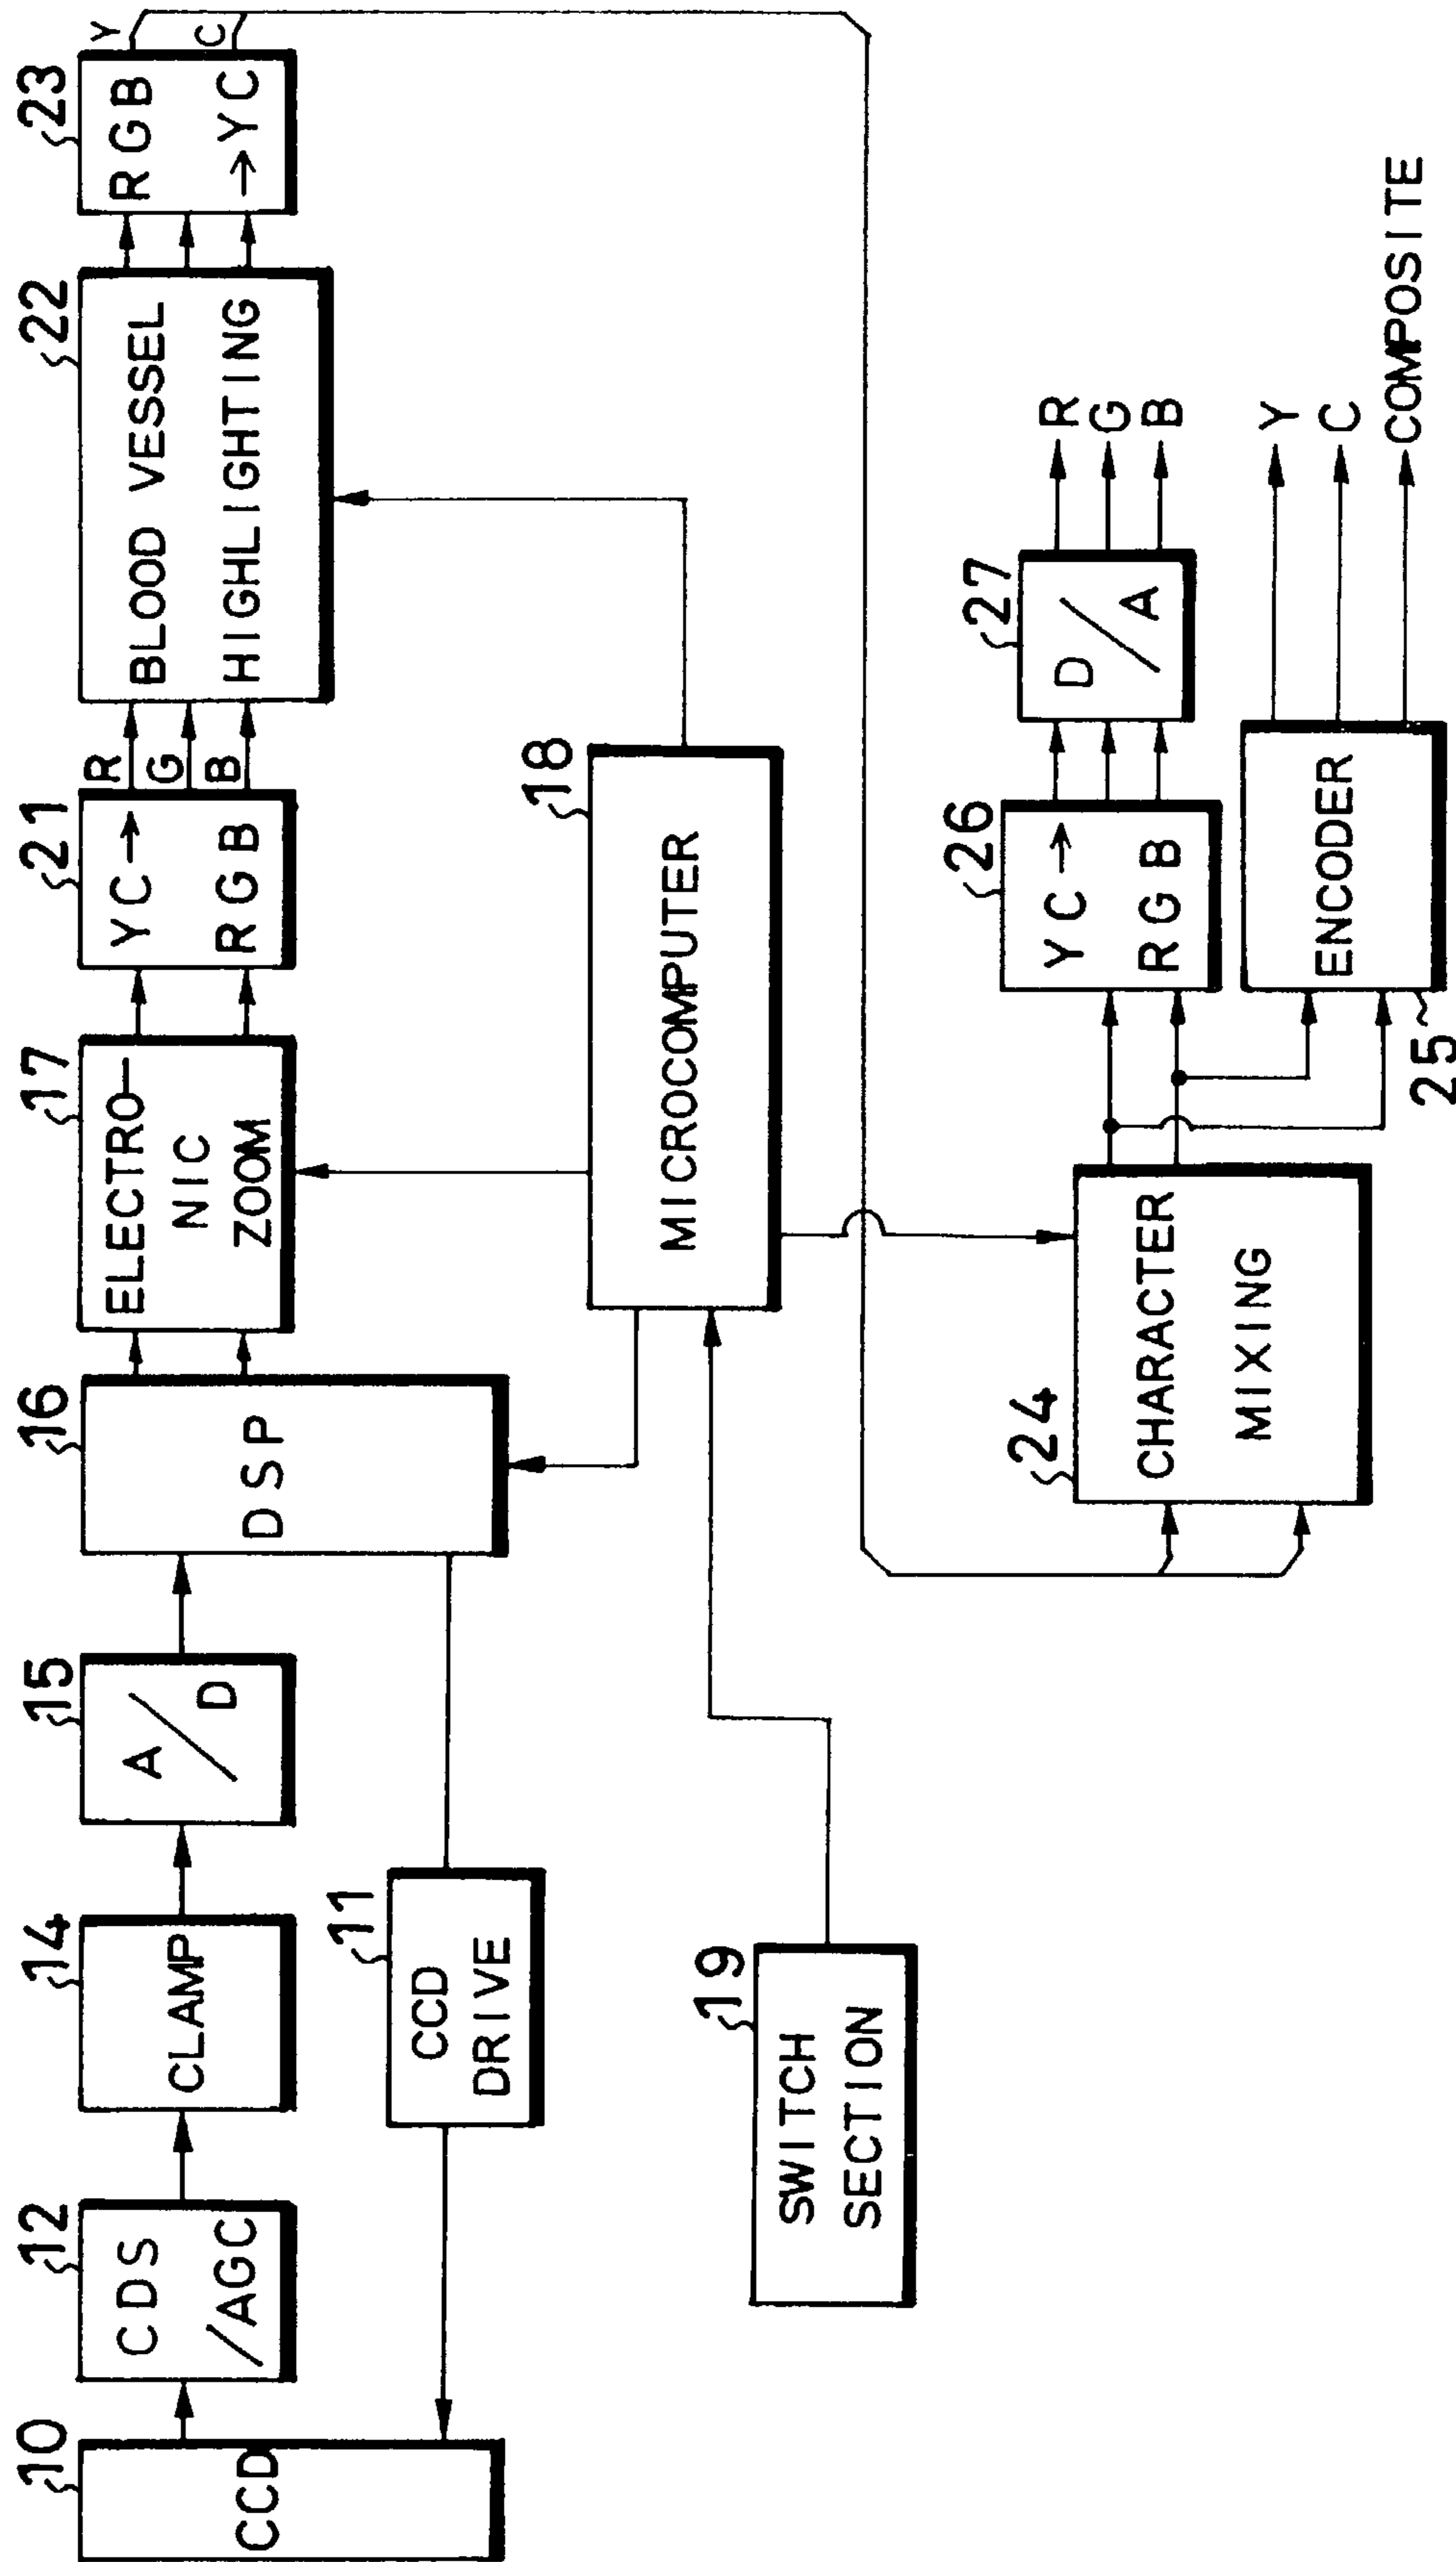 10
CCD
12
CDS
/AGC
14
CLAMP
15
A/D
16
DSP
17
ELECTRO-
NIC
ZOOM
21
YC→
RGB
R
G
B
22
BLOOD VESSEL
HIGHLIGHTING
23
RGB
→YC
Y
C
11
CCD
DRIVE
18
MICROCOMPUTER
19
SWITCH
SECTION
24
CHARACTER
MIXING
26
YC→
RGB
27
D/A
R
G
B
25
ENCODER
Y
C
COMPOSITE